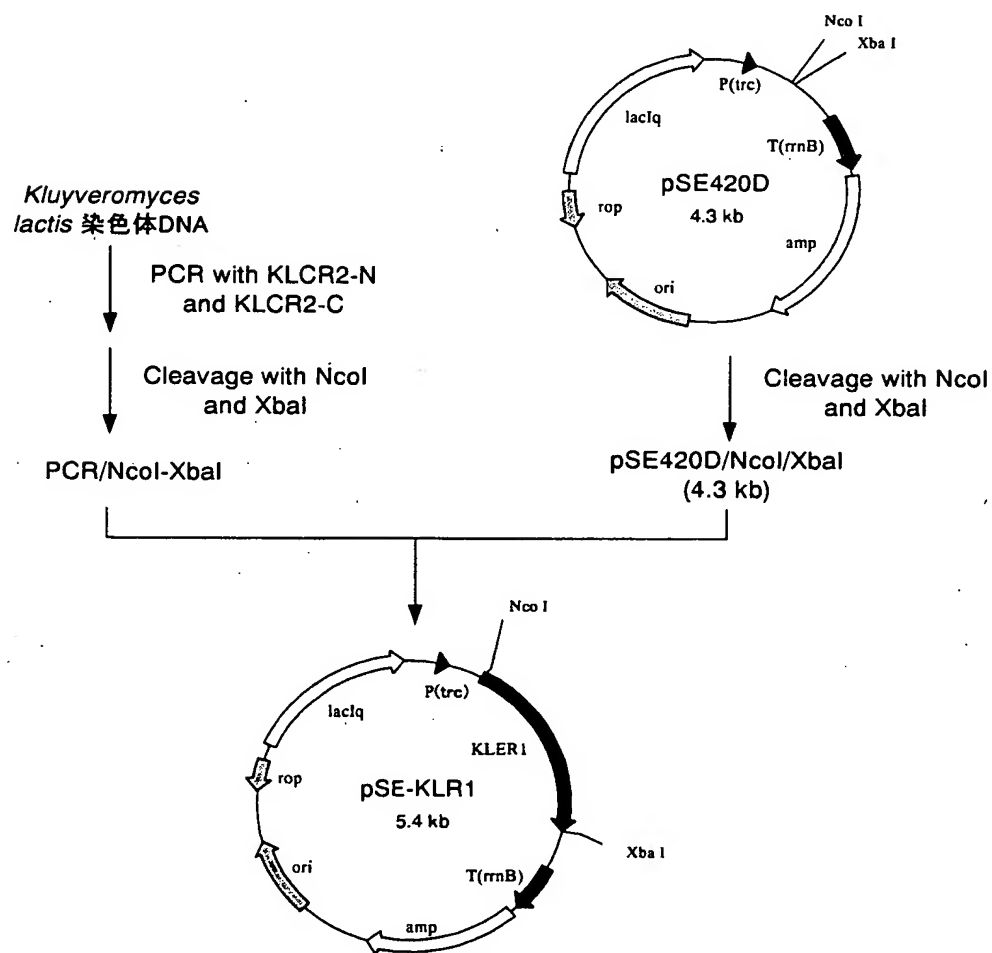 Nco I
Xba I
P(trc)
lacIq
T(rrnB)
pSE420D
4.3 kb
rop
amp
ori
Kluyveromyces
lactis 染色体DNA
PCR with KLCR2-N
and KLCR2-C
Cleavage with NcoI
and XbaI
Cleavage with NcoI
and XbaI
PCR/NcoI-XbaI
pSE420D/NcoI/XbaI
(4.3 kb)
Nco I
P(trc)
lacIq
KLER1
rop
pSE-KLR1
5.4 kb
Xba I
ori
T(rrnB)
amp